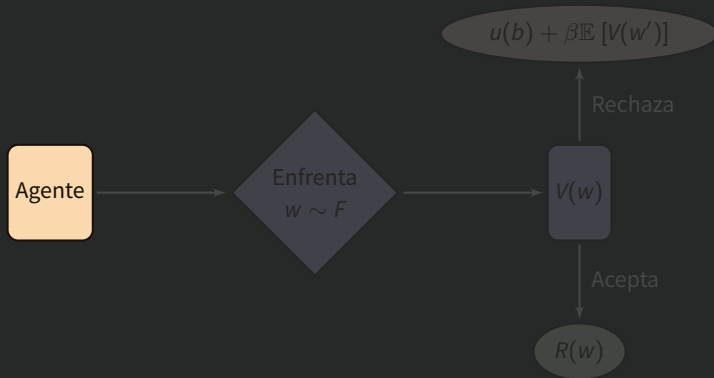 u(b) + β𝔼 [V(w′)]
Rechaza
Agente
Enfrenta
w ∼ F
V(w)
Acepta
R(w)